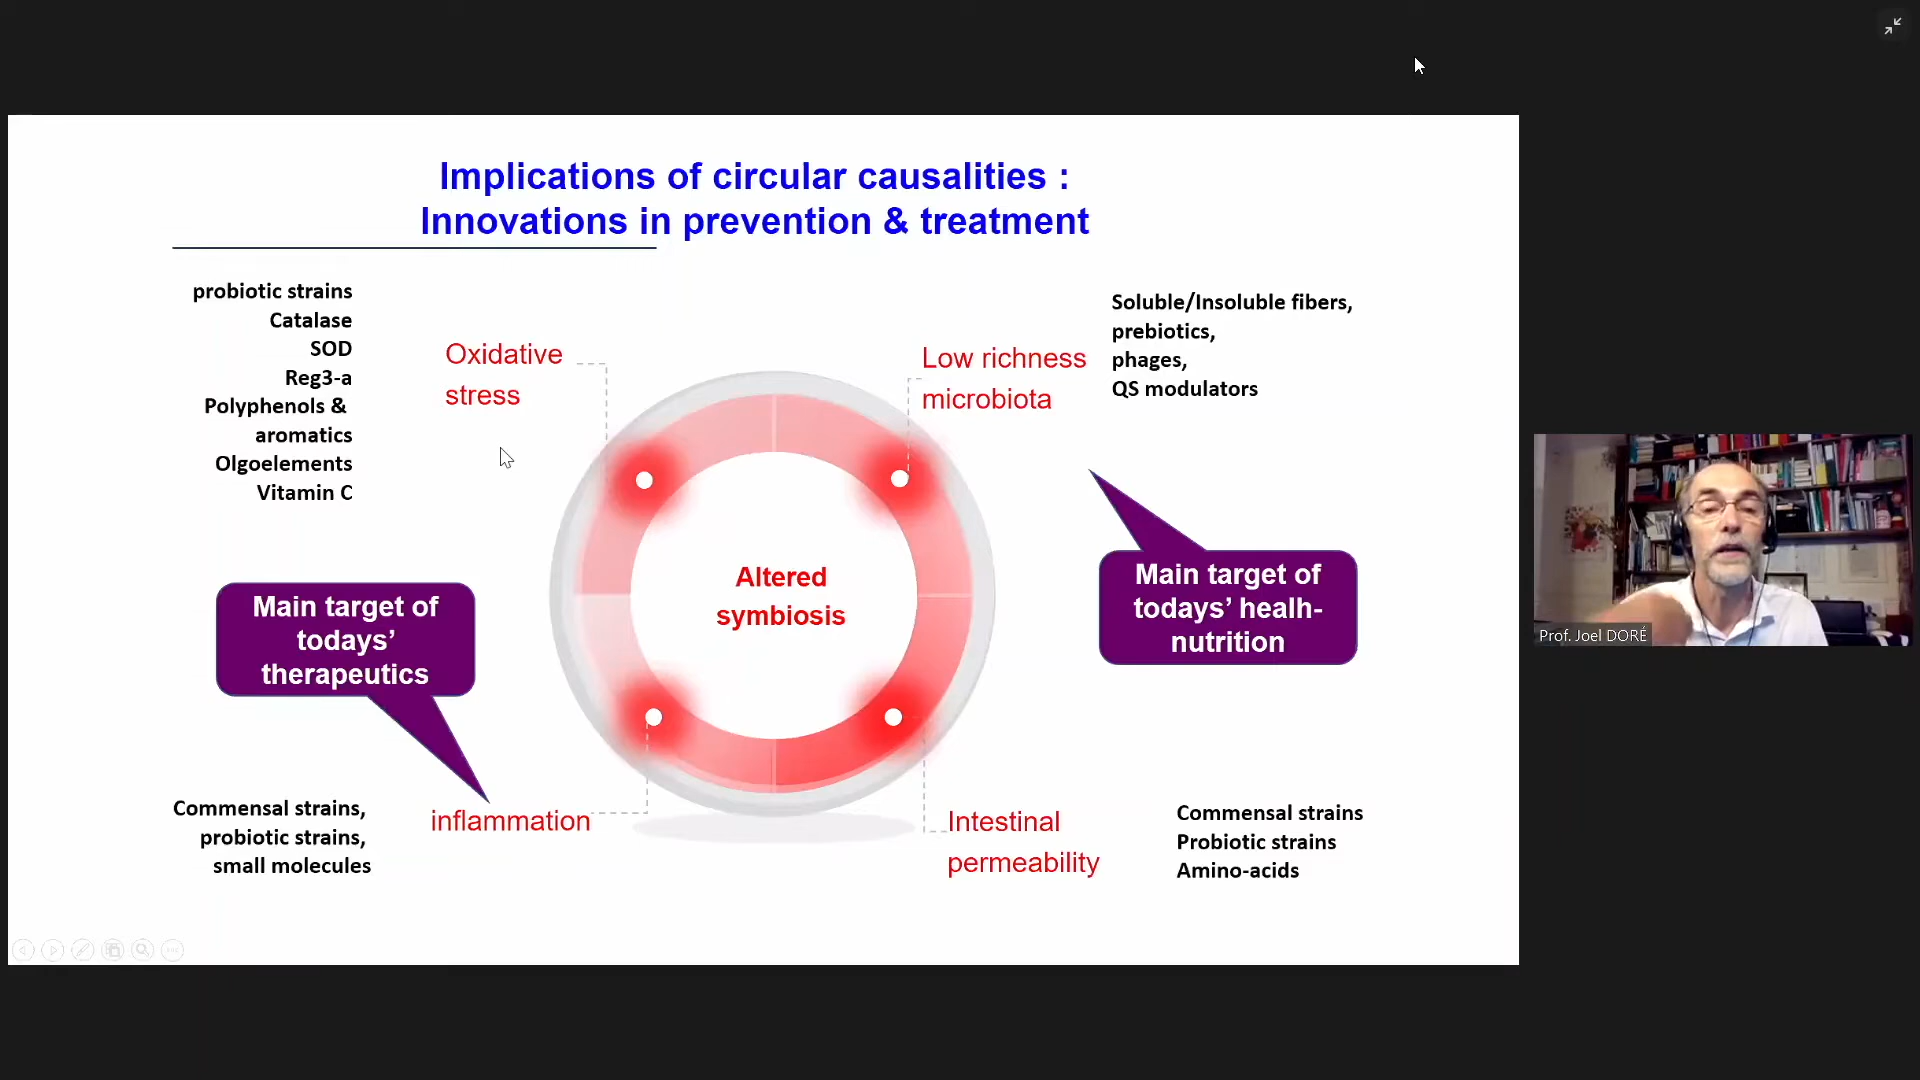 Implications of circular causalities :
Innovations in prevention & treatment
probiotic strains
Catalase
SOD
Reg3-a
Polyphenols &
aromatics
Olgoelements
Vitamin C
Oxidative
stress
Low richness
microbiota
Soluble/Insoluble fibers,
prebiotics,
phages,
QS modulators
Altered
symbiosis
Main target of
todays’
therapeutics
Main target of
todays’ healh-
nutrition
Commensal strains,
probiotic strains,
small molecules
inflammation
Intestinal
permeability
Commensal strains
Probiotic strains
Amino-acids
Prof. Joel DORÉ